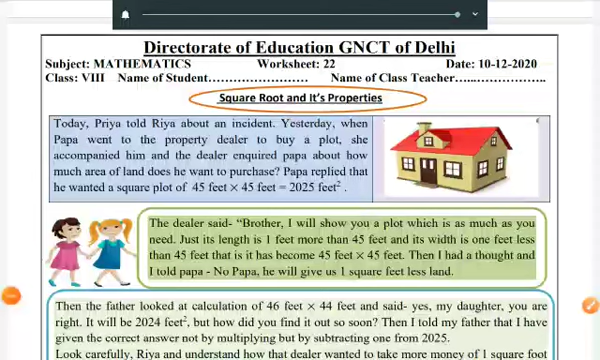 Directorate of Education GNCT of Delhi
Subject: MATHEMATICS Worksheet: 22 Date: 10-12-2020
Class: VIII Name of Student…………………… Name of Class Teacher…..…………….
Square Root and It's Properties
Today, Priya told Riya about an incident. Yesterday, when
Papa went to the property dealer to buy a plot, she
accompanied him and the dealer enquired papa about how
much area of land does he want to purchase? Papa replied that
he wanted a square plot of 45 feet × 45 feet = 2025 feet².
The dealer said- “Brother, I will show you a plot which is as much as you
need. Just its length is 1 feet more than 45 feet and its width is one feet less
than 45 feet that is it has become 45 feet × 45 feet. Then I had a thought and
I told papa - No Papa, he will give us 1 square feet less land.
Then the father looked at calculation of 46 feet × 44 feet and said- yes, my daughter, you are
right. It will be 2024 feet², but how did you find it out so soon? Then I told my father that I have
given the correct answer not by multiplying but by subtracting one from 2025.
Look carefully, Riya and understand how that dealer wanted to take more money of 1 square foot